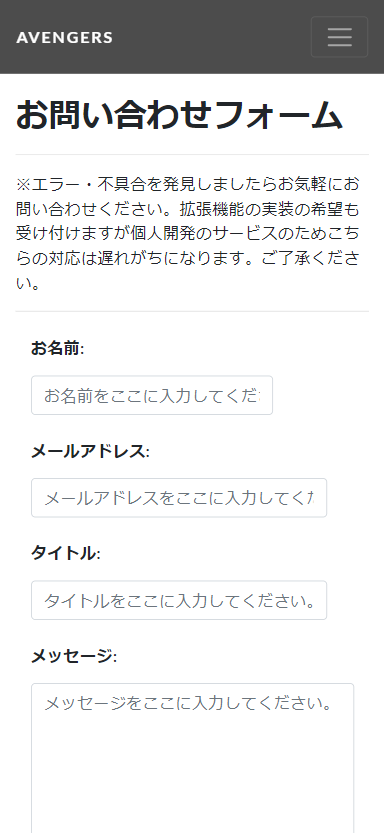 AVENGERS
お問い合わせフォーム
※エラー・不具合を発見しましたらお気軽にお
問い合わせください。拡張機能の実装の希望も
受け付けますが個人開発のサービスのためこち
らの対応は遅れがちになります。ご了承くださ
い。
お名前:
お名前をここに入力してくだ
メールアドレス:
メールアドレスをここに入力してく
タイトル:
タイトルをここに入力してください。
メッセージ:
メッセージをここに入力してください。